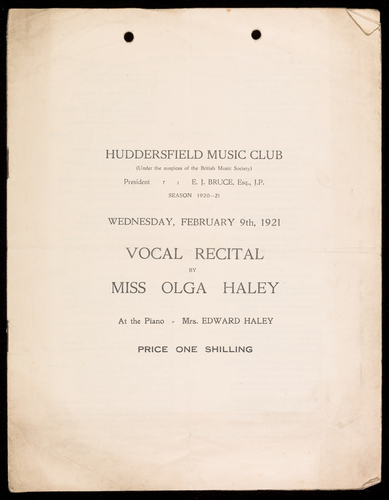 HUDDERSFIELD MUSIC CLUB
(Under the auspices of the British Music Society)
President : : E. J. BRUCE, Esq., J.P.
SEASON 1920-21
WEDNESDAY, FEBRUARY 9th, 1921
VOCAL RECITAL
BY
MISS OLGA HALEY
At the Piano - Mrs. EDWARD HALEY
PRICE ONE SHILLING